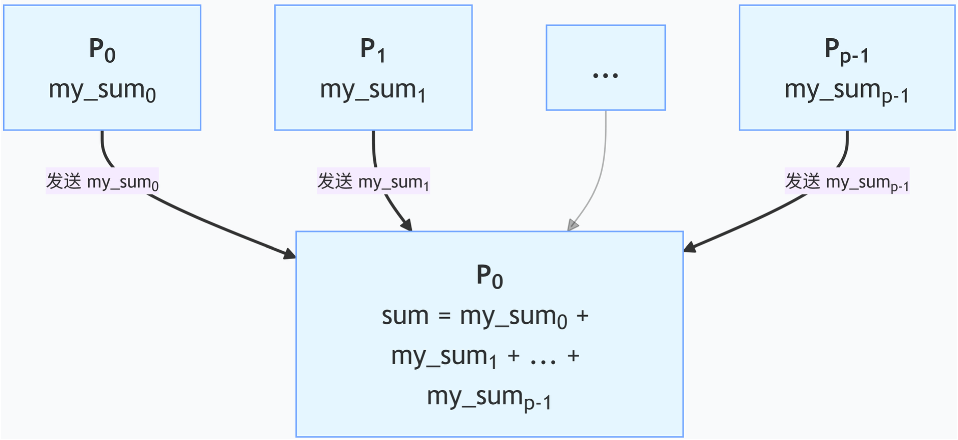 P₀
my_sum₀
P₁
my_sum₁
...
Pₚ₋₁
my_sumₚ₋₁
发送 my_sum₀
发送 my_sum₁
发送 my_sumₚ₋₁
P₀
sum = my_sum₀ +
my_sum₁ + ... +
my_sumₚ₋₁